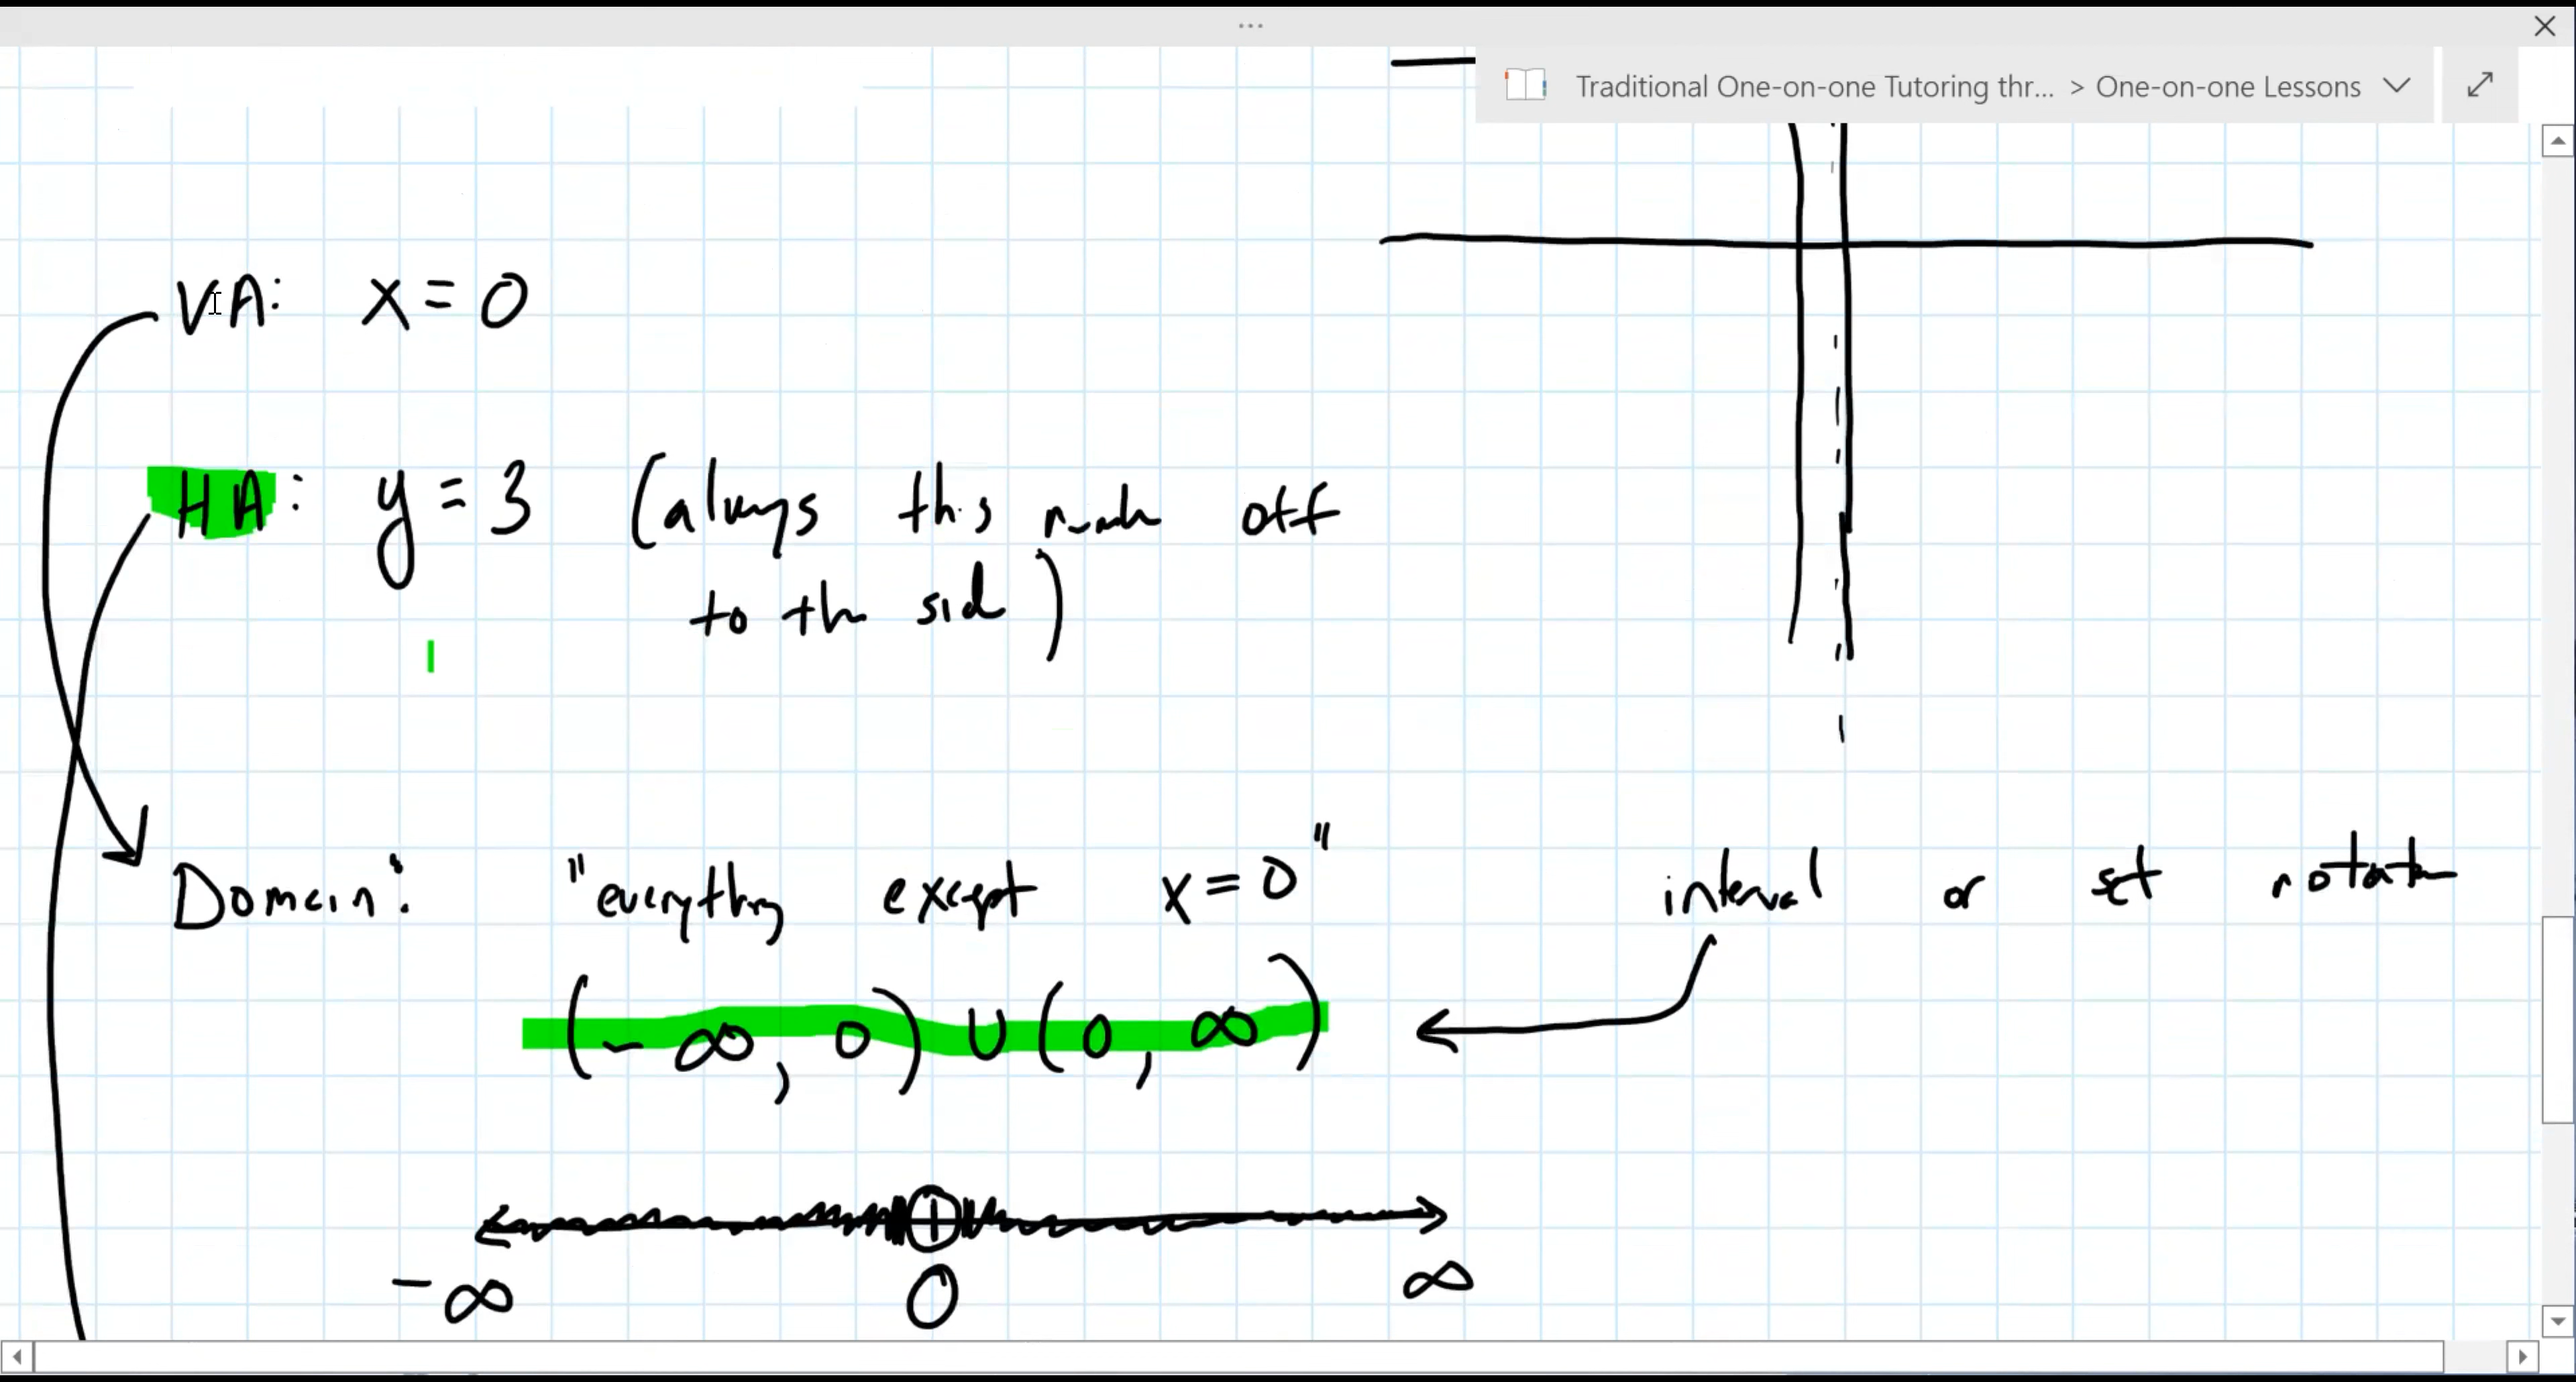 Traditional One-on-one Tutoring thr... > One-on-one Lessons
VA: x = 0
HA: y = 3 (always this number off
to the side)
Domain: "everything except x = 0" interval or set notation
(-∞, 0) ∪ (0, ∞)
-∞ 0 ∞